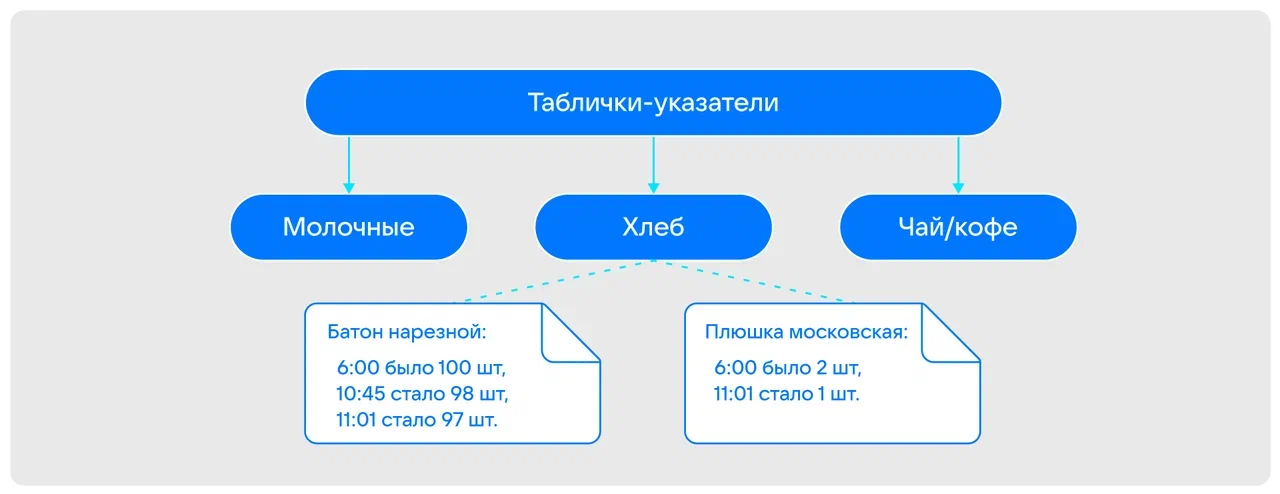 Таблички-указатели
Молочные
Хлеб
Чай/кофе
Батон нарезной:
6:00 было 100 шт,
10:45 стало 98 шт,
11:01 стало 97 шт.
Плюшка московская:
6:00 было 2 шт,
11:01 стало 1 шт.